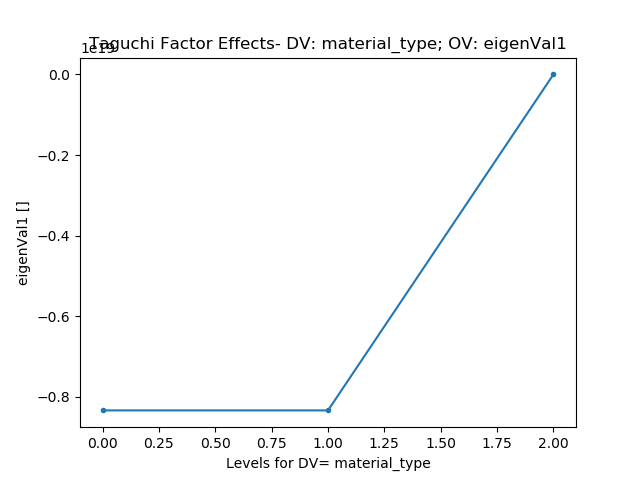 Taguchi Factor Effects- DV: material_type; OV: eigenVal1
1e19
0.0
−0.2
−0.4
−0.6
−0.8
eigenVal1 []
0.00 0.25 0.50 0.75 1.00 1.25 1.50 1.75 2.00
Levels for DV= material_type